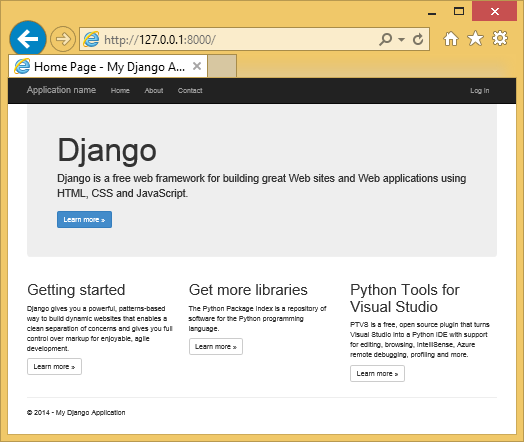 http://127.0.0.1:8000/
Home Page - My Django A...
Application name Home About Contact Log in
Django
Django is a free web framework for building great Web sites and Web applications using
HTML, CSS and JavaScript.
Learn more »
Getting started
Django gives you a powerful, patterns-based
way to build dynamic websites that enables a
clean separation of concerns and gives you full
control over markup for enjoyable, agile
development.
Learn more »
Get more libraries
The Python Package Index is a repository of
software for the Python programming
language.
Learn more »
Python Tools for
Visual Studio
PTVS is a free, open source plugin that turns
Visual Studio into a Python IDE with support
for editing, browsing, IntelliSense, Azure
remote debugging, profiling and more.
Learn more »
© 2014 - My Django Application